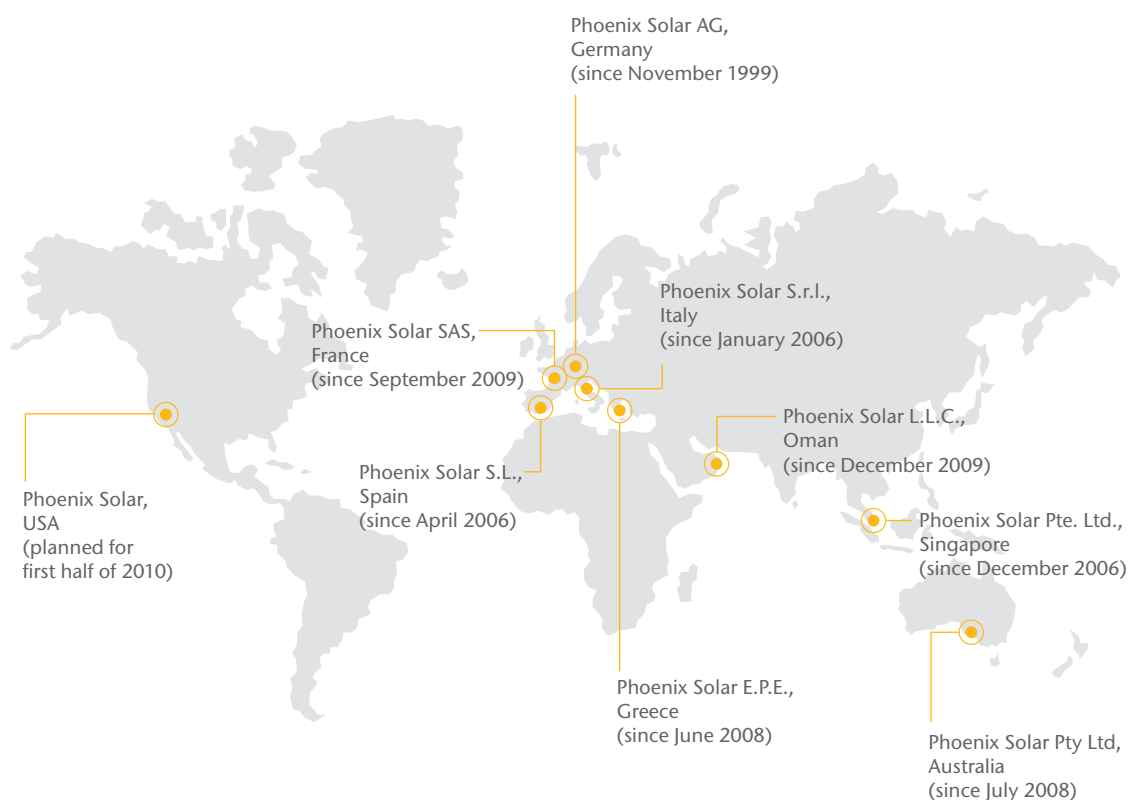 Phoenix Solar AG,
Germany
(since November 1999)
Phoenix Solar S.r.l.,
Italy
(since January 2006)
Phoenix Solar SAS,
France
(since September 2009)
Phoenix Solar L.L.C.,
Oman
(since December 2009)
Phoenix Solar S.L.,
Spain
(since April 2006)
Phoenix Solar,
USA
(planned for
first half of 2010)
Phoenix Solar Pte. Ltd.,
Singapore
(since December 2006)
Phoenix Solar E.P.E.,
Greece
(since June 2008)
Phoenix Solar Pty Ltd,
Australia
(since July 2008)